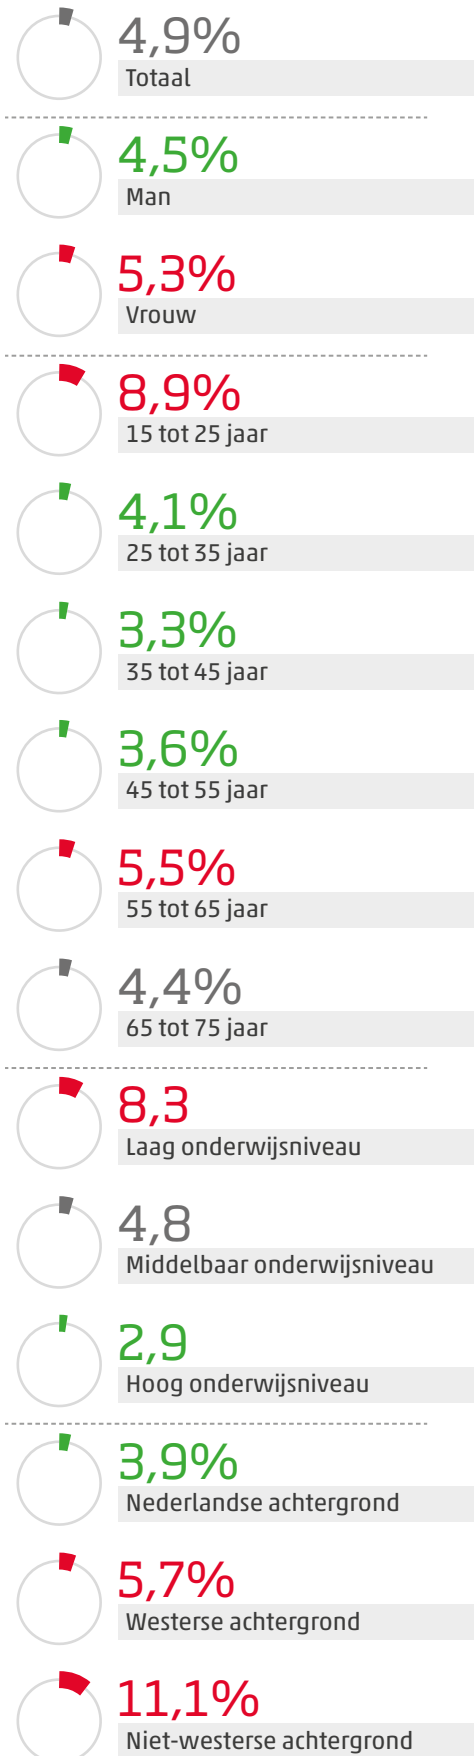 4,9%
Totaal
4,5%
Man
5,3%
Vrouw
8,9%
15 tot 25 jaar
4,1%
25 tot 35 jaar
3,3%
35 tot 45 jaar
3,6%
45 tot 55 jaar
5,5%
55 tot 65 jaar
4,4%
65 tot 75 jaar
8,3
Laag onderwijsniveau
4,8
Middelbaar onderwijsniveau
2,9
Hoog onderwijsniveau
3,9%
Nederlandse achtergrond
5,7%
Westerse achtergrond
11,1%
Niet-westerse achtergrond